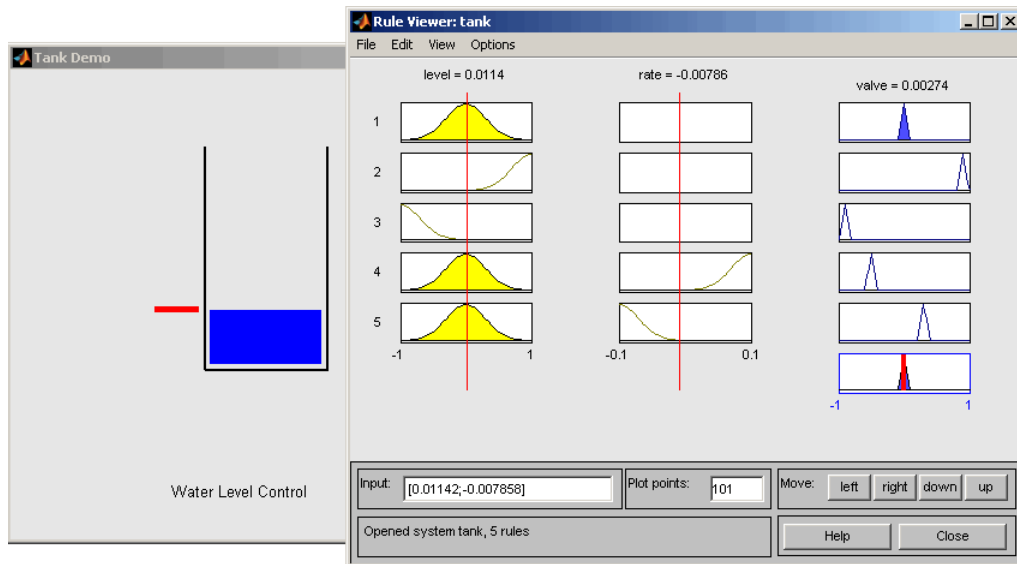 Tank Demo
Water Level Control
Rule Viewer: tank
File Edit View Options
level = 0.0114 rate = -0.00786 valve = 0.00274
1
2
3
4
5
-1 1 -0.1 0.1
-1 1
Input: [0.01142;-0.007858] Plot points: 101 Move: left right down up
Opened system tank, 5 rules Help Close